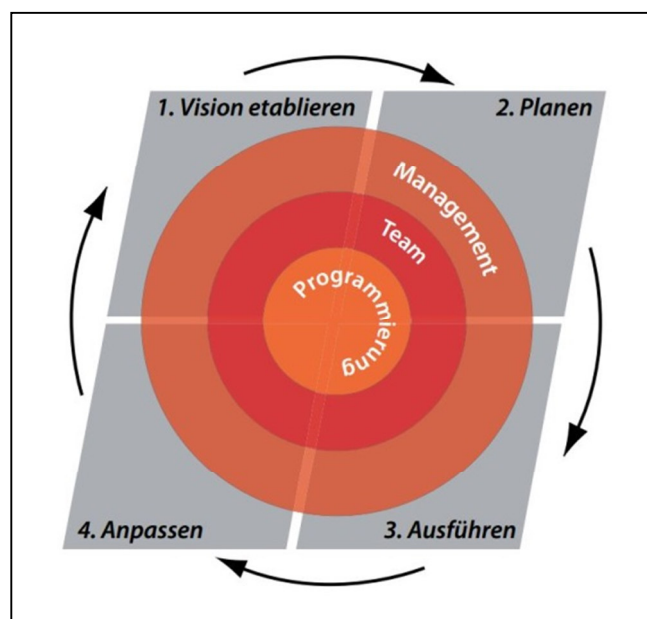 1. Vision etablieren
2. Planen
Management
Team
Programmierung
4. Anpassen
3. Ausführen